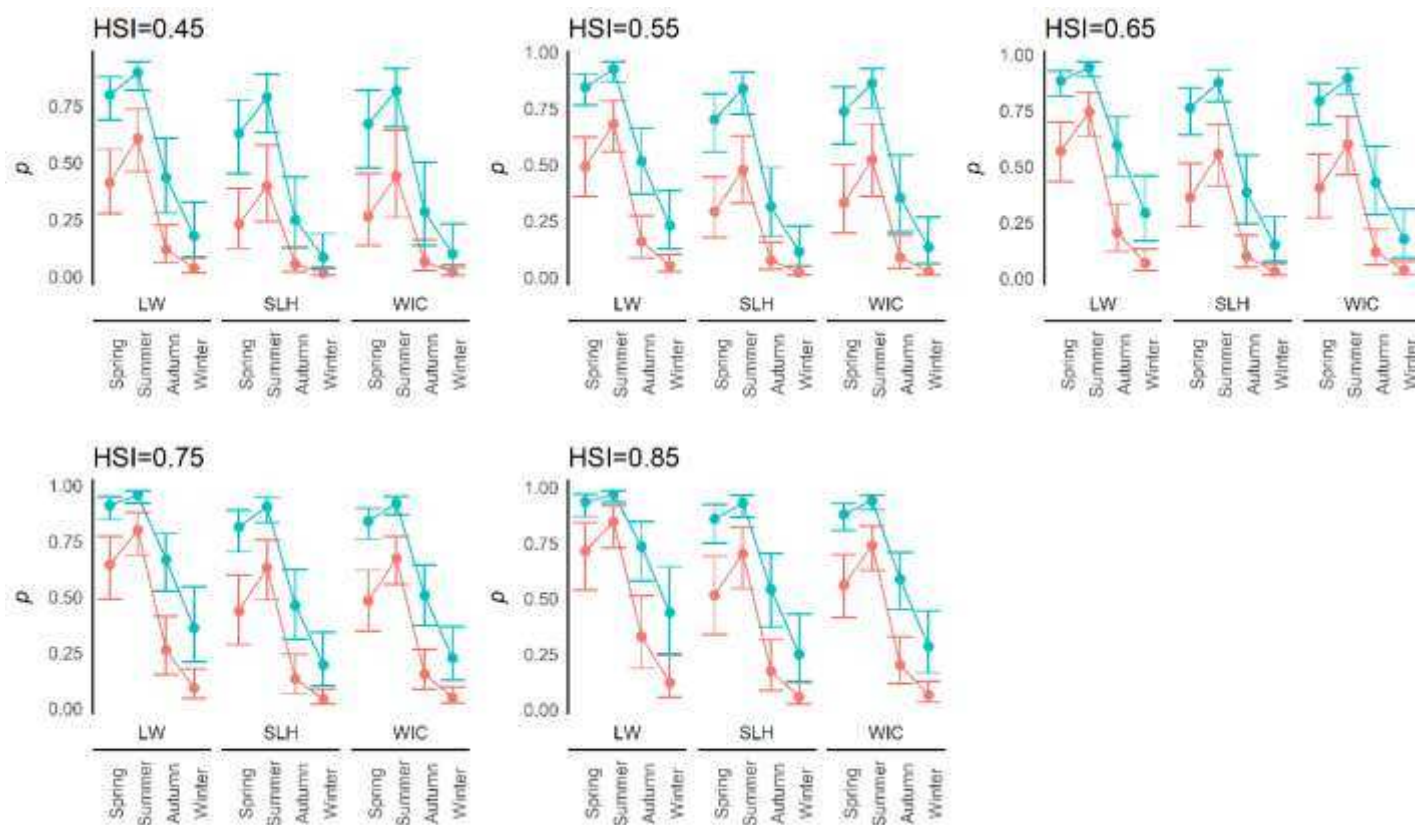 HSI=0.45
0.75
0.50
0.25
0.00
p
LW SLH WIC
Spring Summer Autumn Winter Spring Summer Autumn Winter Spring Summer Autumn Winter
HSI=0.55
1.00
0.75
0.50
0.25
0.00
p
LW SLH WIC
Spring Summer Autumn Winter Spring Summer Autumn Winter Spring Summer Autumn Winter
HSI=0.65
1.00
0.75
0.50
0.25
0.00
p
LW SLH WIC
Spring Summer Autumn Winter Spring Summer Autumn Winter Spring Summer Autumn Winter
HSI=0.75
1.00
0.75
0.50
0.25
0.00
p
LW SLH WIC
Spring Summer Autumn Winter Spring Summer Autumn Winter Spring Summer Autumn Winter
HSI=0.85
1.00
0.75
0.50
0.25
0.00
p
LW SLH WIC
Spring Summer Autumn Winter Spring Summer Autumn Winter Spring Summer Autumn Winter